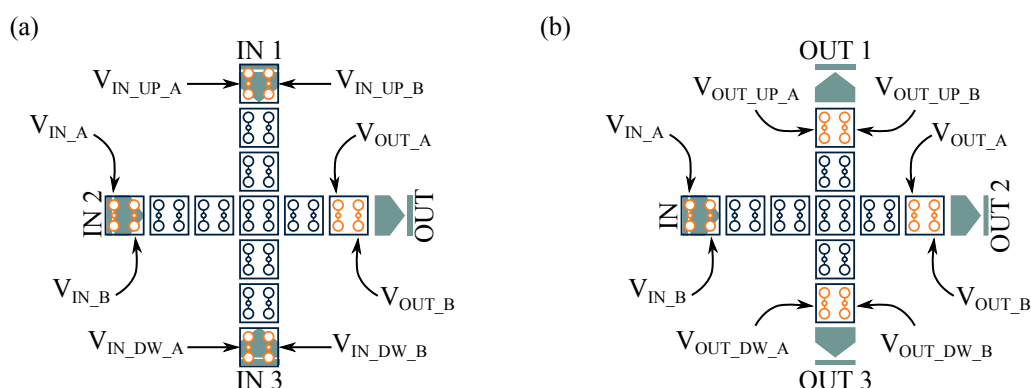 (a)
IN 1
V_IN_UP_A
V_IN_UP_B
V_IN_A
V_OUT_A
IN 2
OUT
V_IN_B
V_OUT_B
V_IN_DW_A
V_IN_DW_B
IN 3
(b)
OUT 1
V_OUT_UP_A
V_OUT_UP_B
V_IN_A
V_OUT_A
IN
OUT 2
V_IN_B
V_OUT_B
V_OUT_DW_A
V_OUT_DW_B
OUT 3